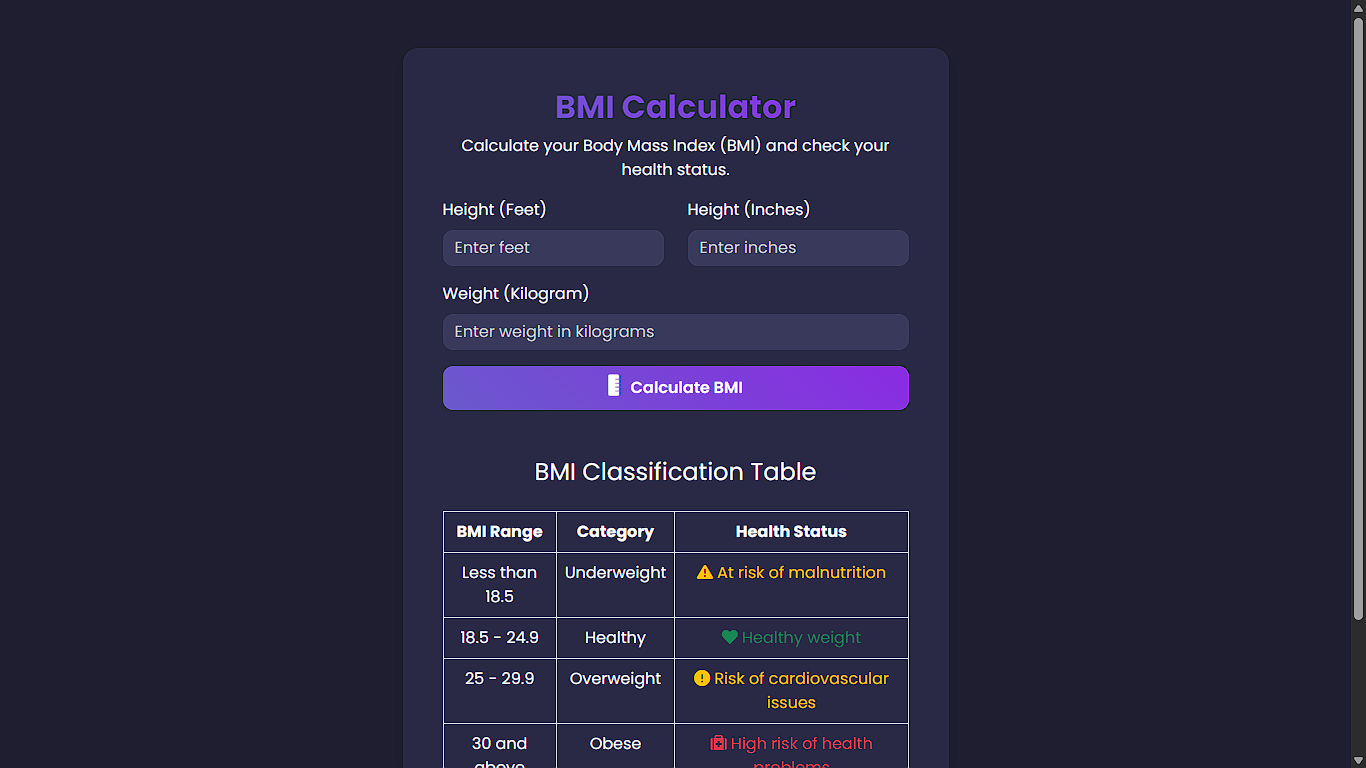 BMI Calculator
Calculate your Body Mass Index (BMI) and check your
health status.
Height (Feet)
Height (Inches)
Enter feet
Enter inches
Weight (Kilogram)
Enter weight in kilograms
Calculate BMI
BMI Classification Table
BMI Range
Category
Health Status
Less than
18.5
Underweight
At risk of malnutrition
18.5 - 24.9
Healthy
Healthy weight
25 - 29.9
Overweight
Risk of cardiovascular
issues
30 and
above
Obese
High risk of health
problems